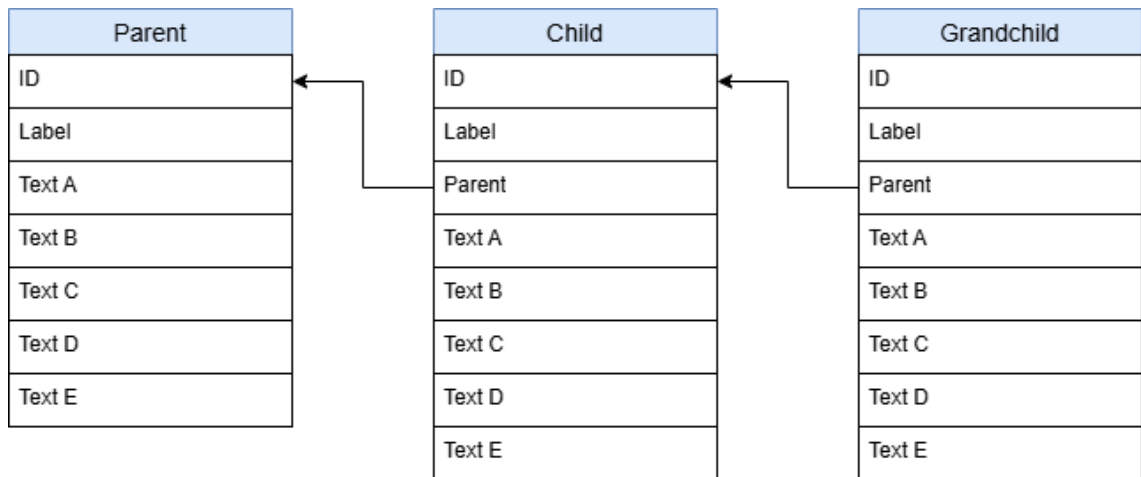 Parent
ID
Label
Text A
Text B
Text C
Text D
Text E
Child
ID
Label
Parent
Text A
Text B
Text C
Text D
Text E
Grandchild
ID
Label
Parent
Text A
Text B
Text C
Text D
Text E